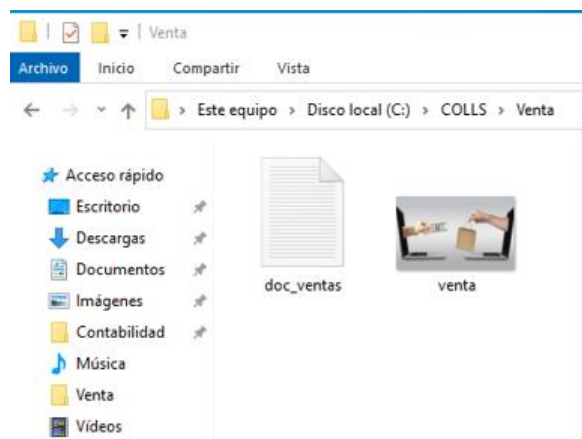 Venta
Archivo Inicio Compartir Vista
Este equipo > Disco local (C:) > COLLS > Venta
Acceso rápido
Escritorio
Descargas
Documentos
Imágenes
Contabilidad
Música
Venta
Vídeos
doc_ventas
venta